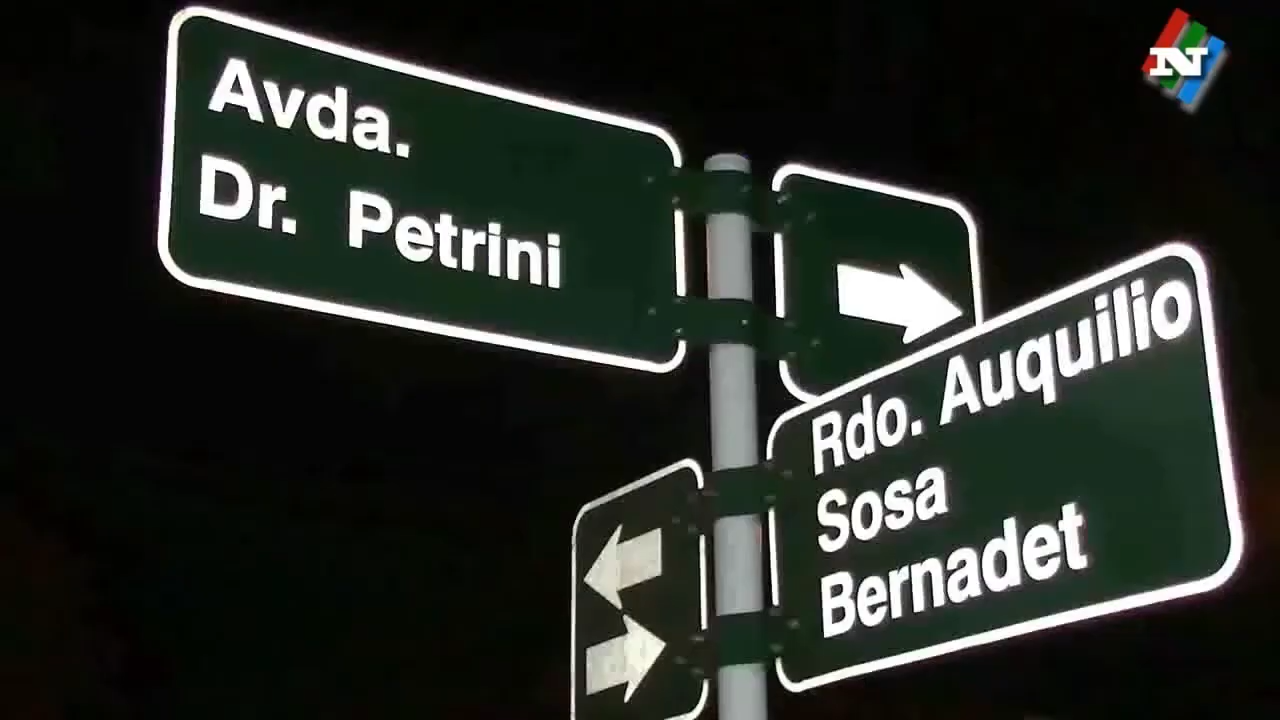 Avda.
Dr. Petrini
Rdo. Auquilio
Sosa
Bernadet
N